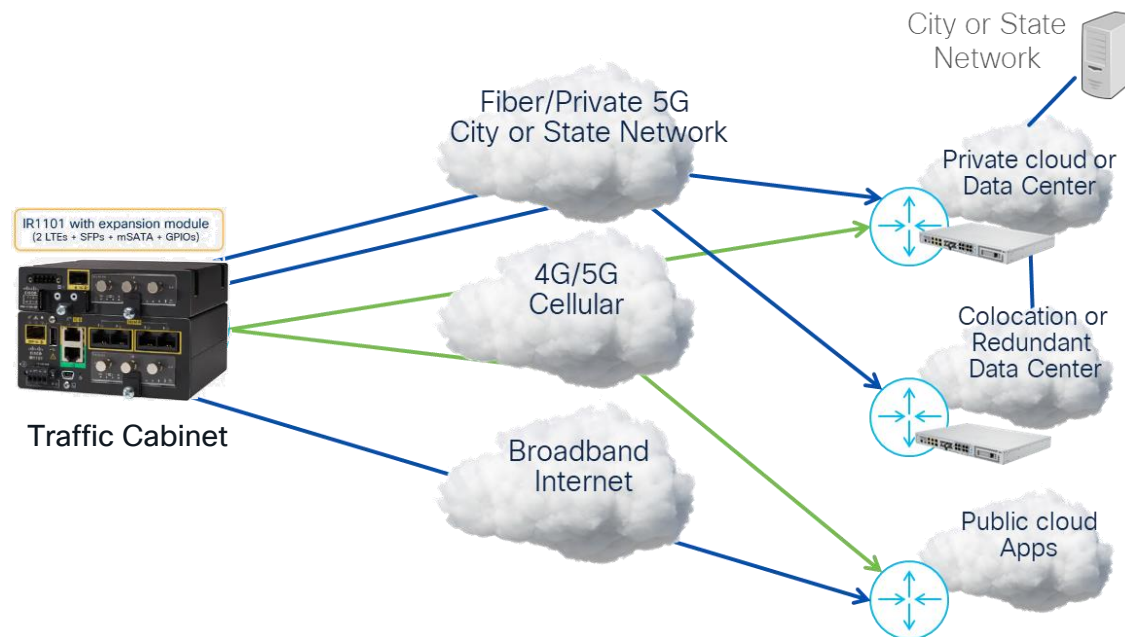 City or State
Network
Fiber/Private 5G
City or State Network
Private cloud or
Data Center
IR1101 with expansion module
(2 LTEs + SFPs + mSATA + GPIOs)
4G/5G
Cellular
Colocation or
Redundant
Data Center
Traffic Cabinet
Broadband
Internet
Public cloud
Apps